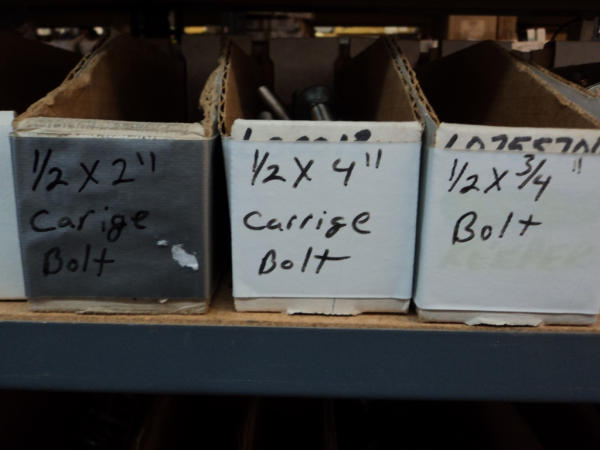 1/2 X 2"
Carige
Bolt
1/2 X 4"
Carrige
Bolt
1/2 X 3/4"
Bolt